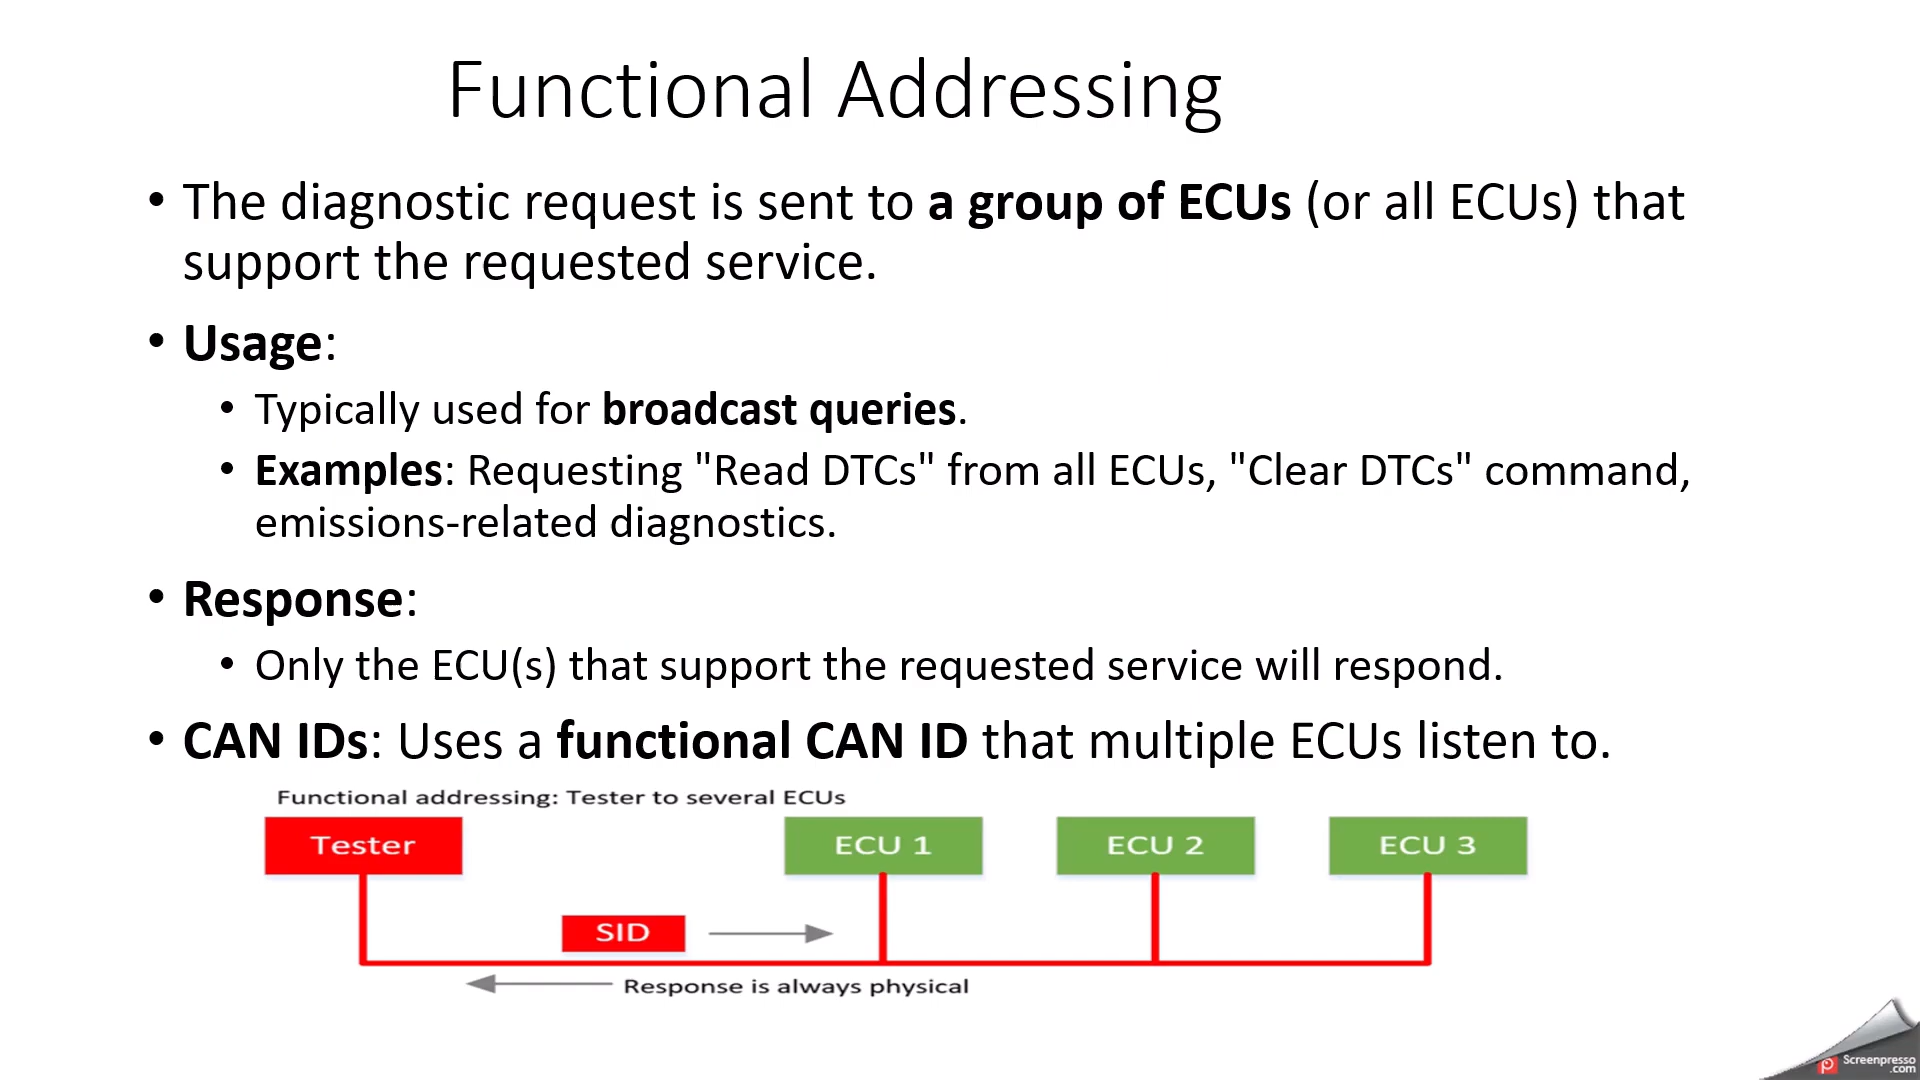 Functional Addressing
• The diagnostic request is sent to a group of ECUs (or all ECUs) that
support the requested service.
• Usage:
• Typically used for broadcast queries.
• Examples: Requesting "Read DTCs" from all ECUs, "Clear DTCs" command,
emissions-related diagnostics.
• Response:
• Only the ECU(s) that support the requested service will respond.
• CAN IDs: Uses a functional CAN ID that multiple ECUs listen to.
Functional addressing: Tester to several ECUs
Tester ECU 1 ECU 2 ECU 3
SID
Response is always physical
Screenpresso
.com